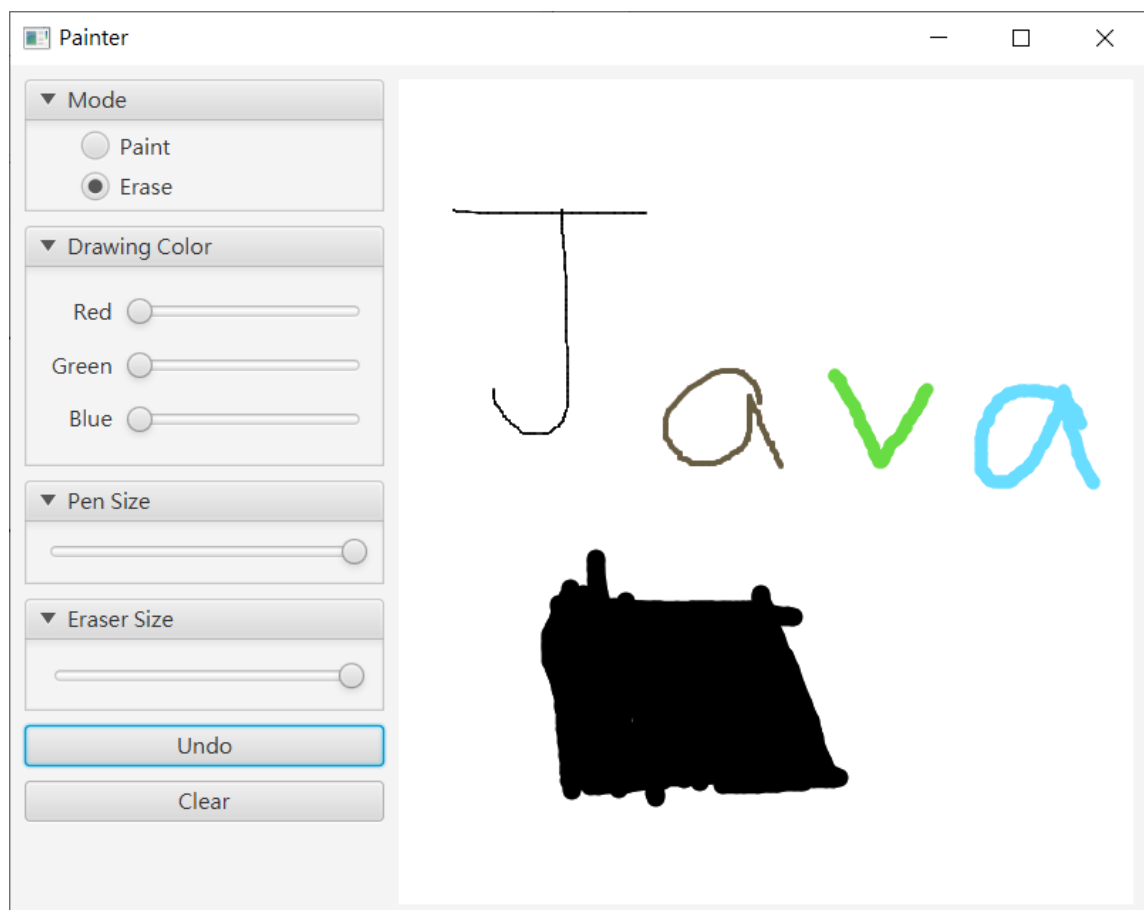 Painter
Mode
Paint
Erase
Drawing Color
Red
Green
Blue
Pen Size
Eraser Size
Undo
Clear
Java